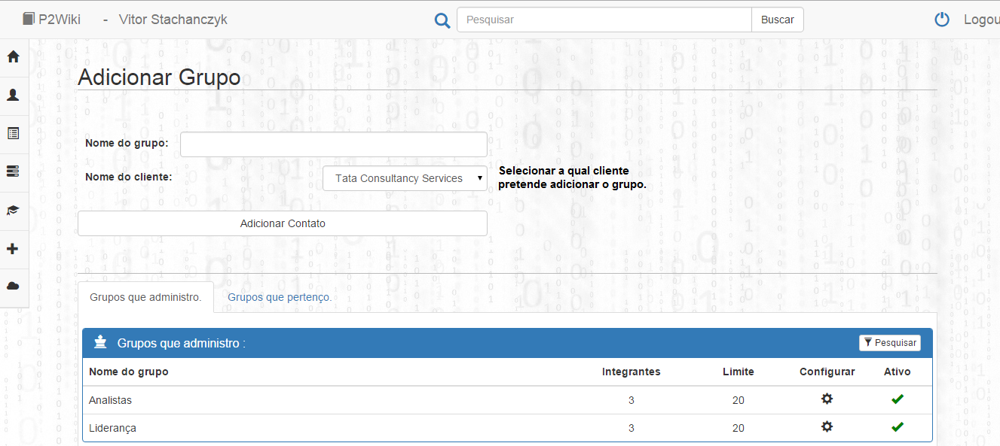 P2Wiki - Vitor Stachanczyk
Pesquisar Buscar
Logou
Adicionar Grupo
Nome do grupo:
Nome do cliente: Tata Consultancy Services
Selecionar a qual cliente
pretende adicionar o grupo.
Adicionar Contato
Grupos que administro. Grupos que pertenço.
Grupos que administro : Pesquisar
Nome do grupo Integrantes Limite Configurar Ativo
Analistas 3 20
Liderança 3 20